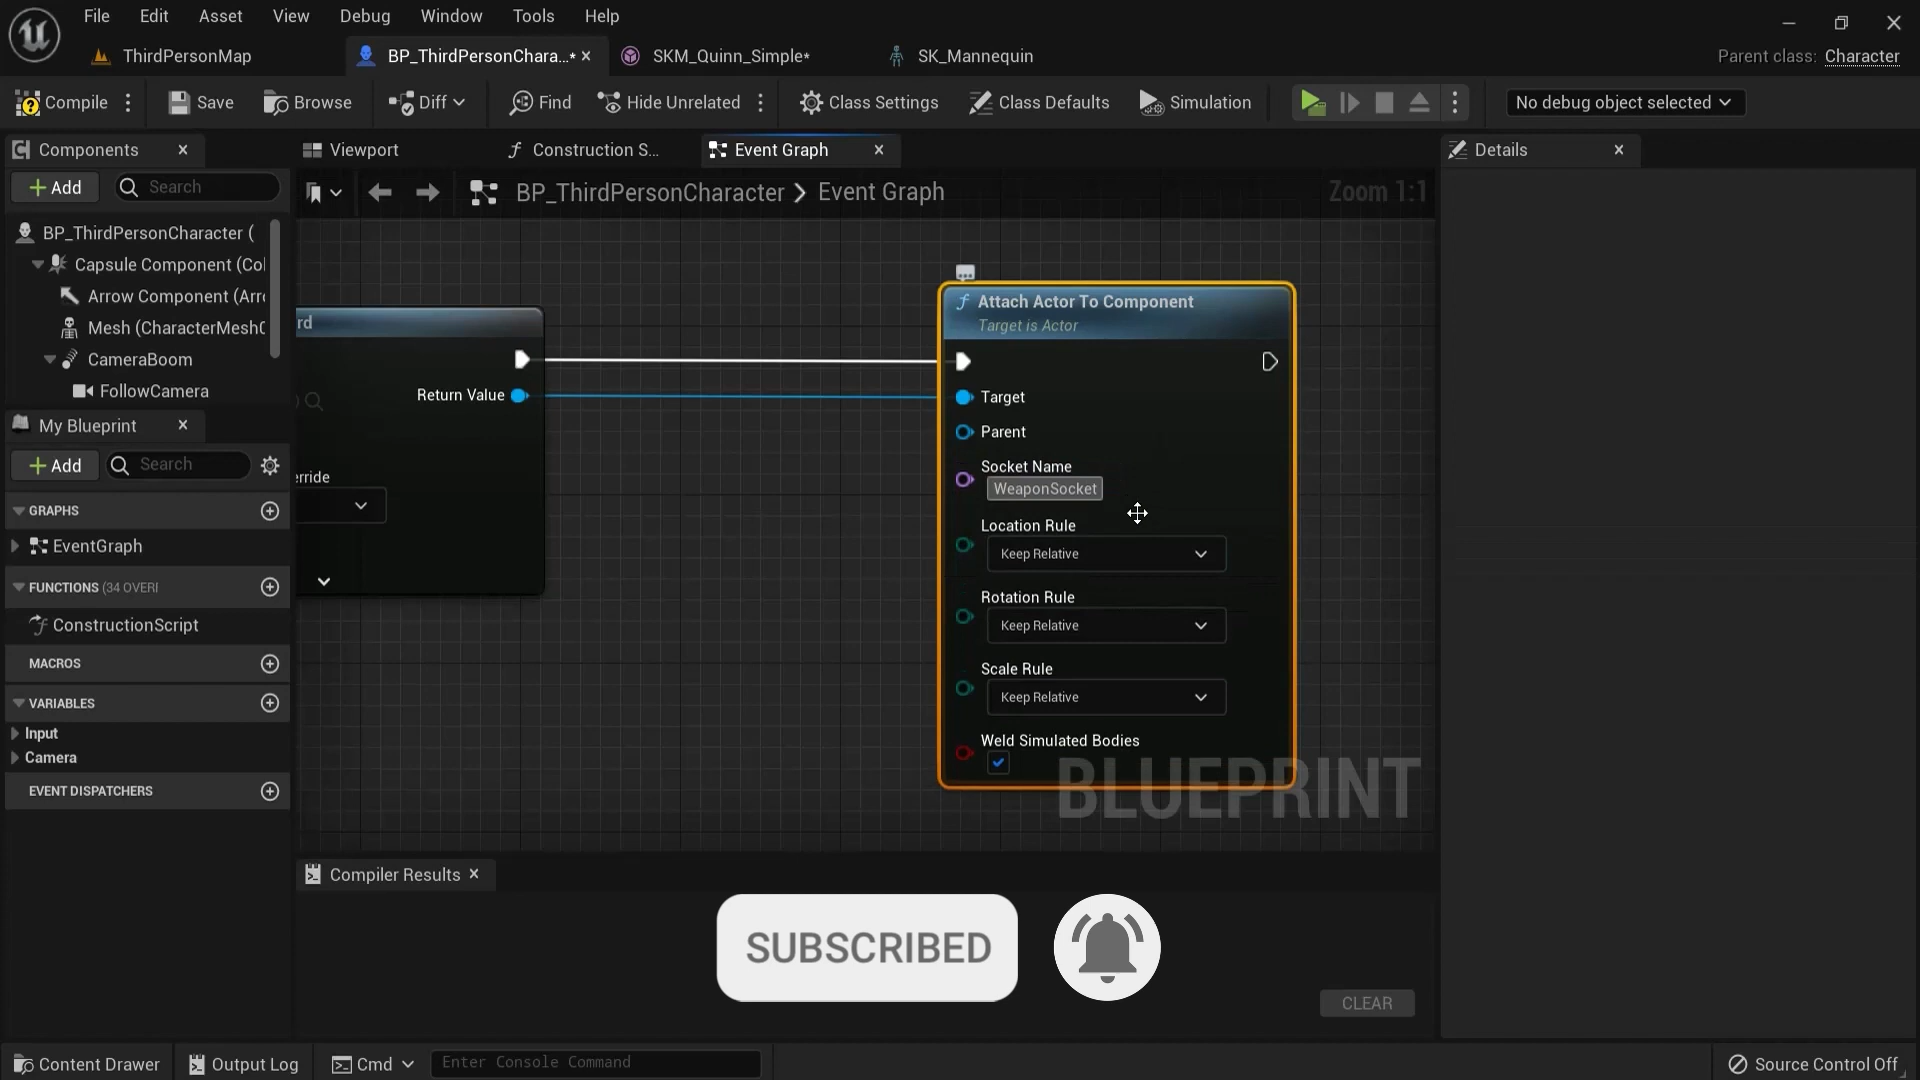 File Edit Asset View Debug Window Tools Help
ThirdPersonMap
BP_ThirdPersonChara...*
SKM_Quinn_Simple*
SK_Mannequin
Parent class: Character
Compile
Save
Browse
Diff
Find
Hide Unrelated
Class Settings
Class Defaults
Simulation
No debug object selected
Components
Viewport
Construction S...
Event Graph
Details
Add
Search
BP_ThirdPersonCharacter > Event Graph
Zoom 1:1
BP_ThirdPersonCharacter (
Capsule Component (Col
Arrow Component (Arro
Mesh (CharacterMesh0
CameraBoom
FollowCamera
My Blueprint
Add
Search
GRAPHS
EventGraph
FUNCTIONS (34 OVERI
ConstructionScript
MACROS
VARIABLES
Input
Camera
EVENT DISPATCHERS
rd
Return Value
erride
Attach Actor To Component
Target is Actor
Target
Parent
Socket Name
WeaponSocket
Location Rule
Keep Relative
Rotation Rule
Keep Relative
Scale Rule
Keep Relative
Weld Simulated Bodies
BLUEPRINT
Compiler Results
SUBSCRIBED
CLEAR
Content Drawer
Output Log
Cmd
Enter Console Command
Source Control Off